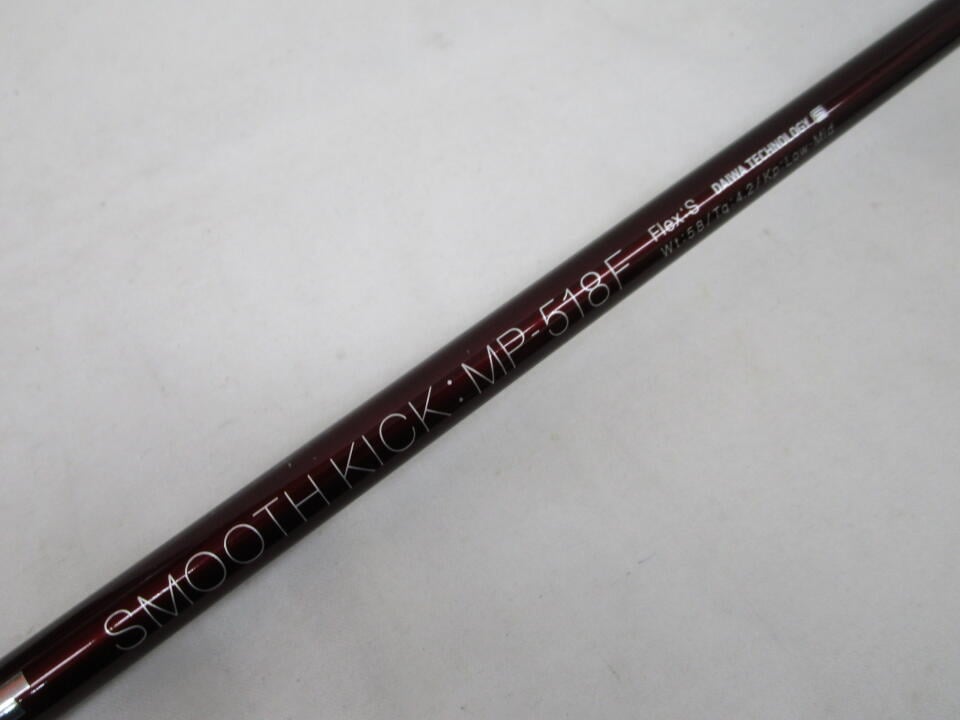 SMOOTH KICK : MP-518F
Flex:S
DAIWA TECHNOLOGY
Wt:58/Tq:4.2/Kp:Low-Mid